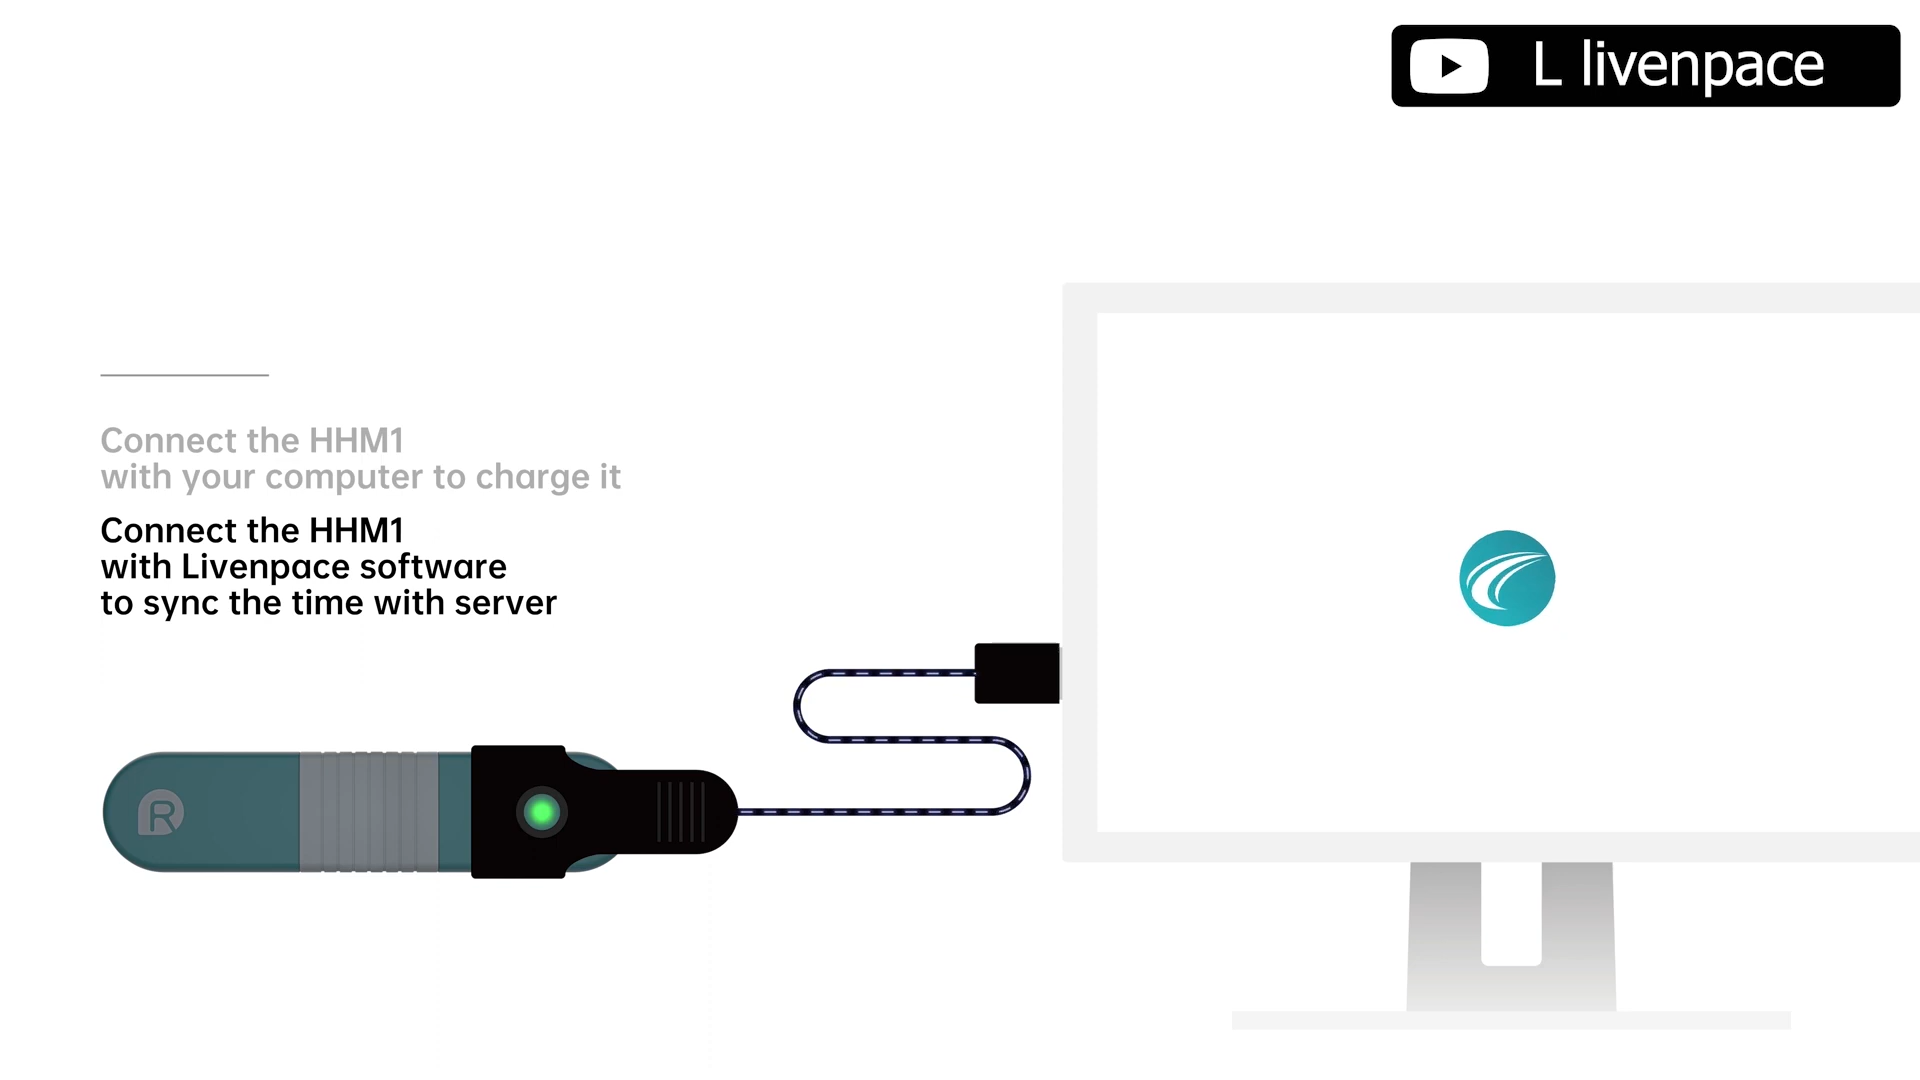 L livenpace
Connect the HHM1
with your computer to charge it
Connect the HHM1
with Livenpace software
to sync the time with server
R